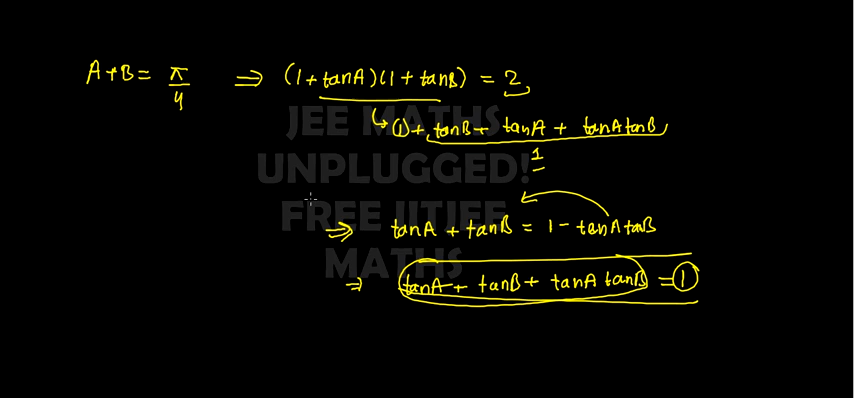 A+B = π/4 ⇒ (1+tanA)(1+tanB) = 2
↳ ① + tanB + tanA + tanA tanB
1
JEE MATHS
UNPLUGGED!
FREE IITJEE
MATHS
⇒ tanA + tanB = 1 - tanA tanB
⇒ tanA + tanB + tanA tanB = ①